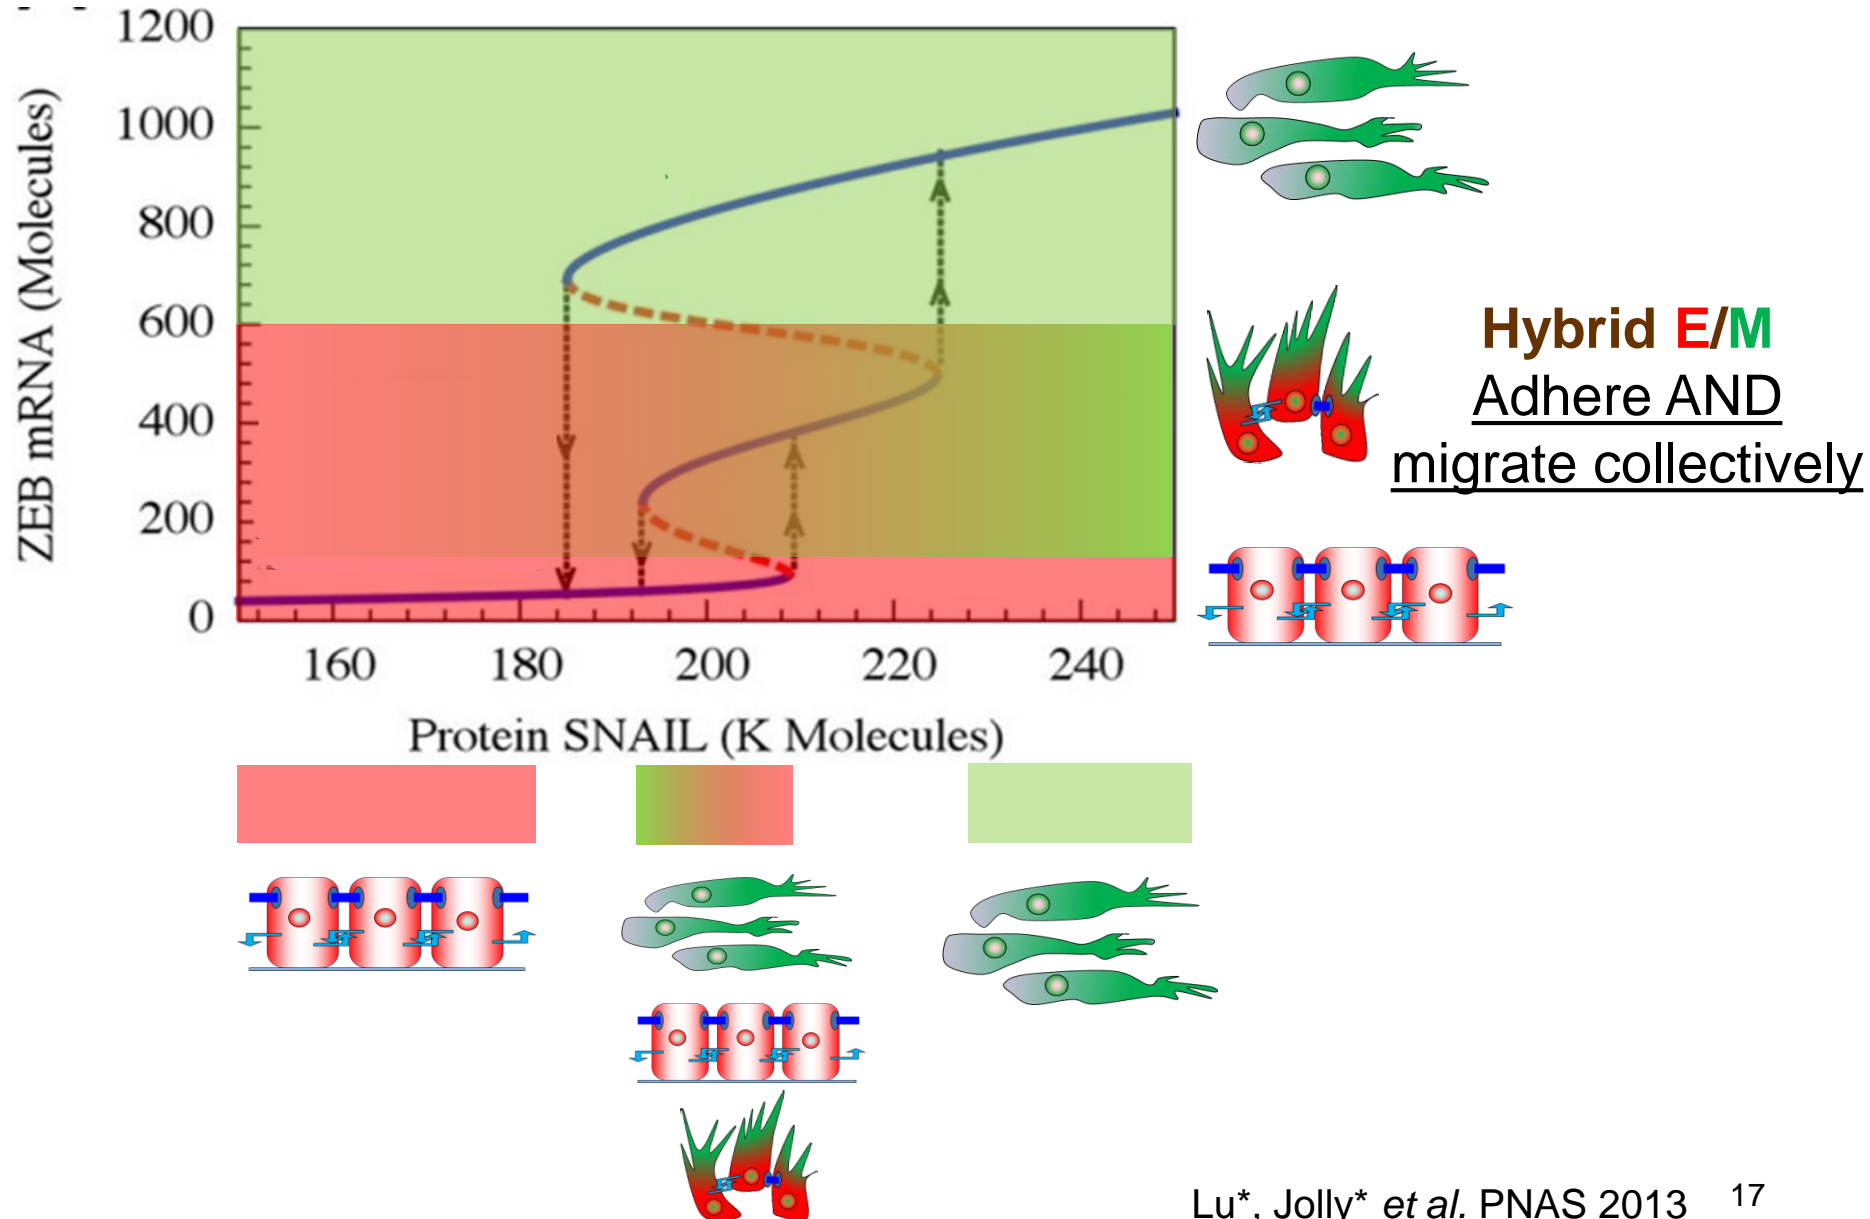 1200
1000
800
600
400
200
0
ZEB mRNA (Molecules)
160 180 200 220 240
Protein SNAIL (K Molecules)
Hybrid E/M
Adhere AND
migrate collectively
Lu*, Jolly* et al. PNAS 2013 17